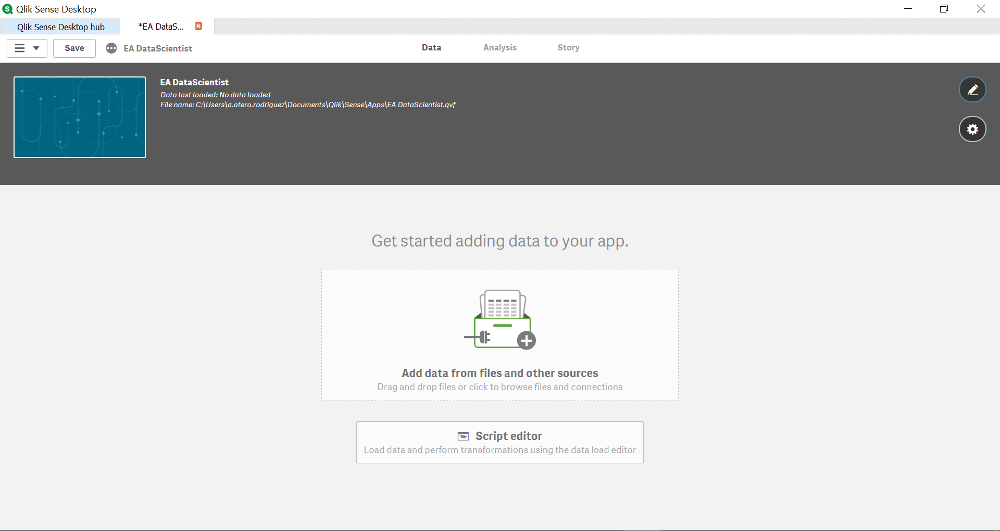 Qlik Sense Desktop
Qlik Sense Desktop hub
*EA DataS...
Save
EA DataScientist
Data
Analysis
Story
EA DataScientist
Data last loaded: No data loaded
File name: C:\Users\a.otero.rodriguez\Documents\Qlik\Sense\Apps\EA DataScientist.qvf
Get started adding data to your app.
Add data from files and other sources
Drag and drop files or click to browse files and connections
Script editor
Load data and perform transformations using the data load editor